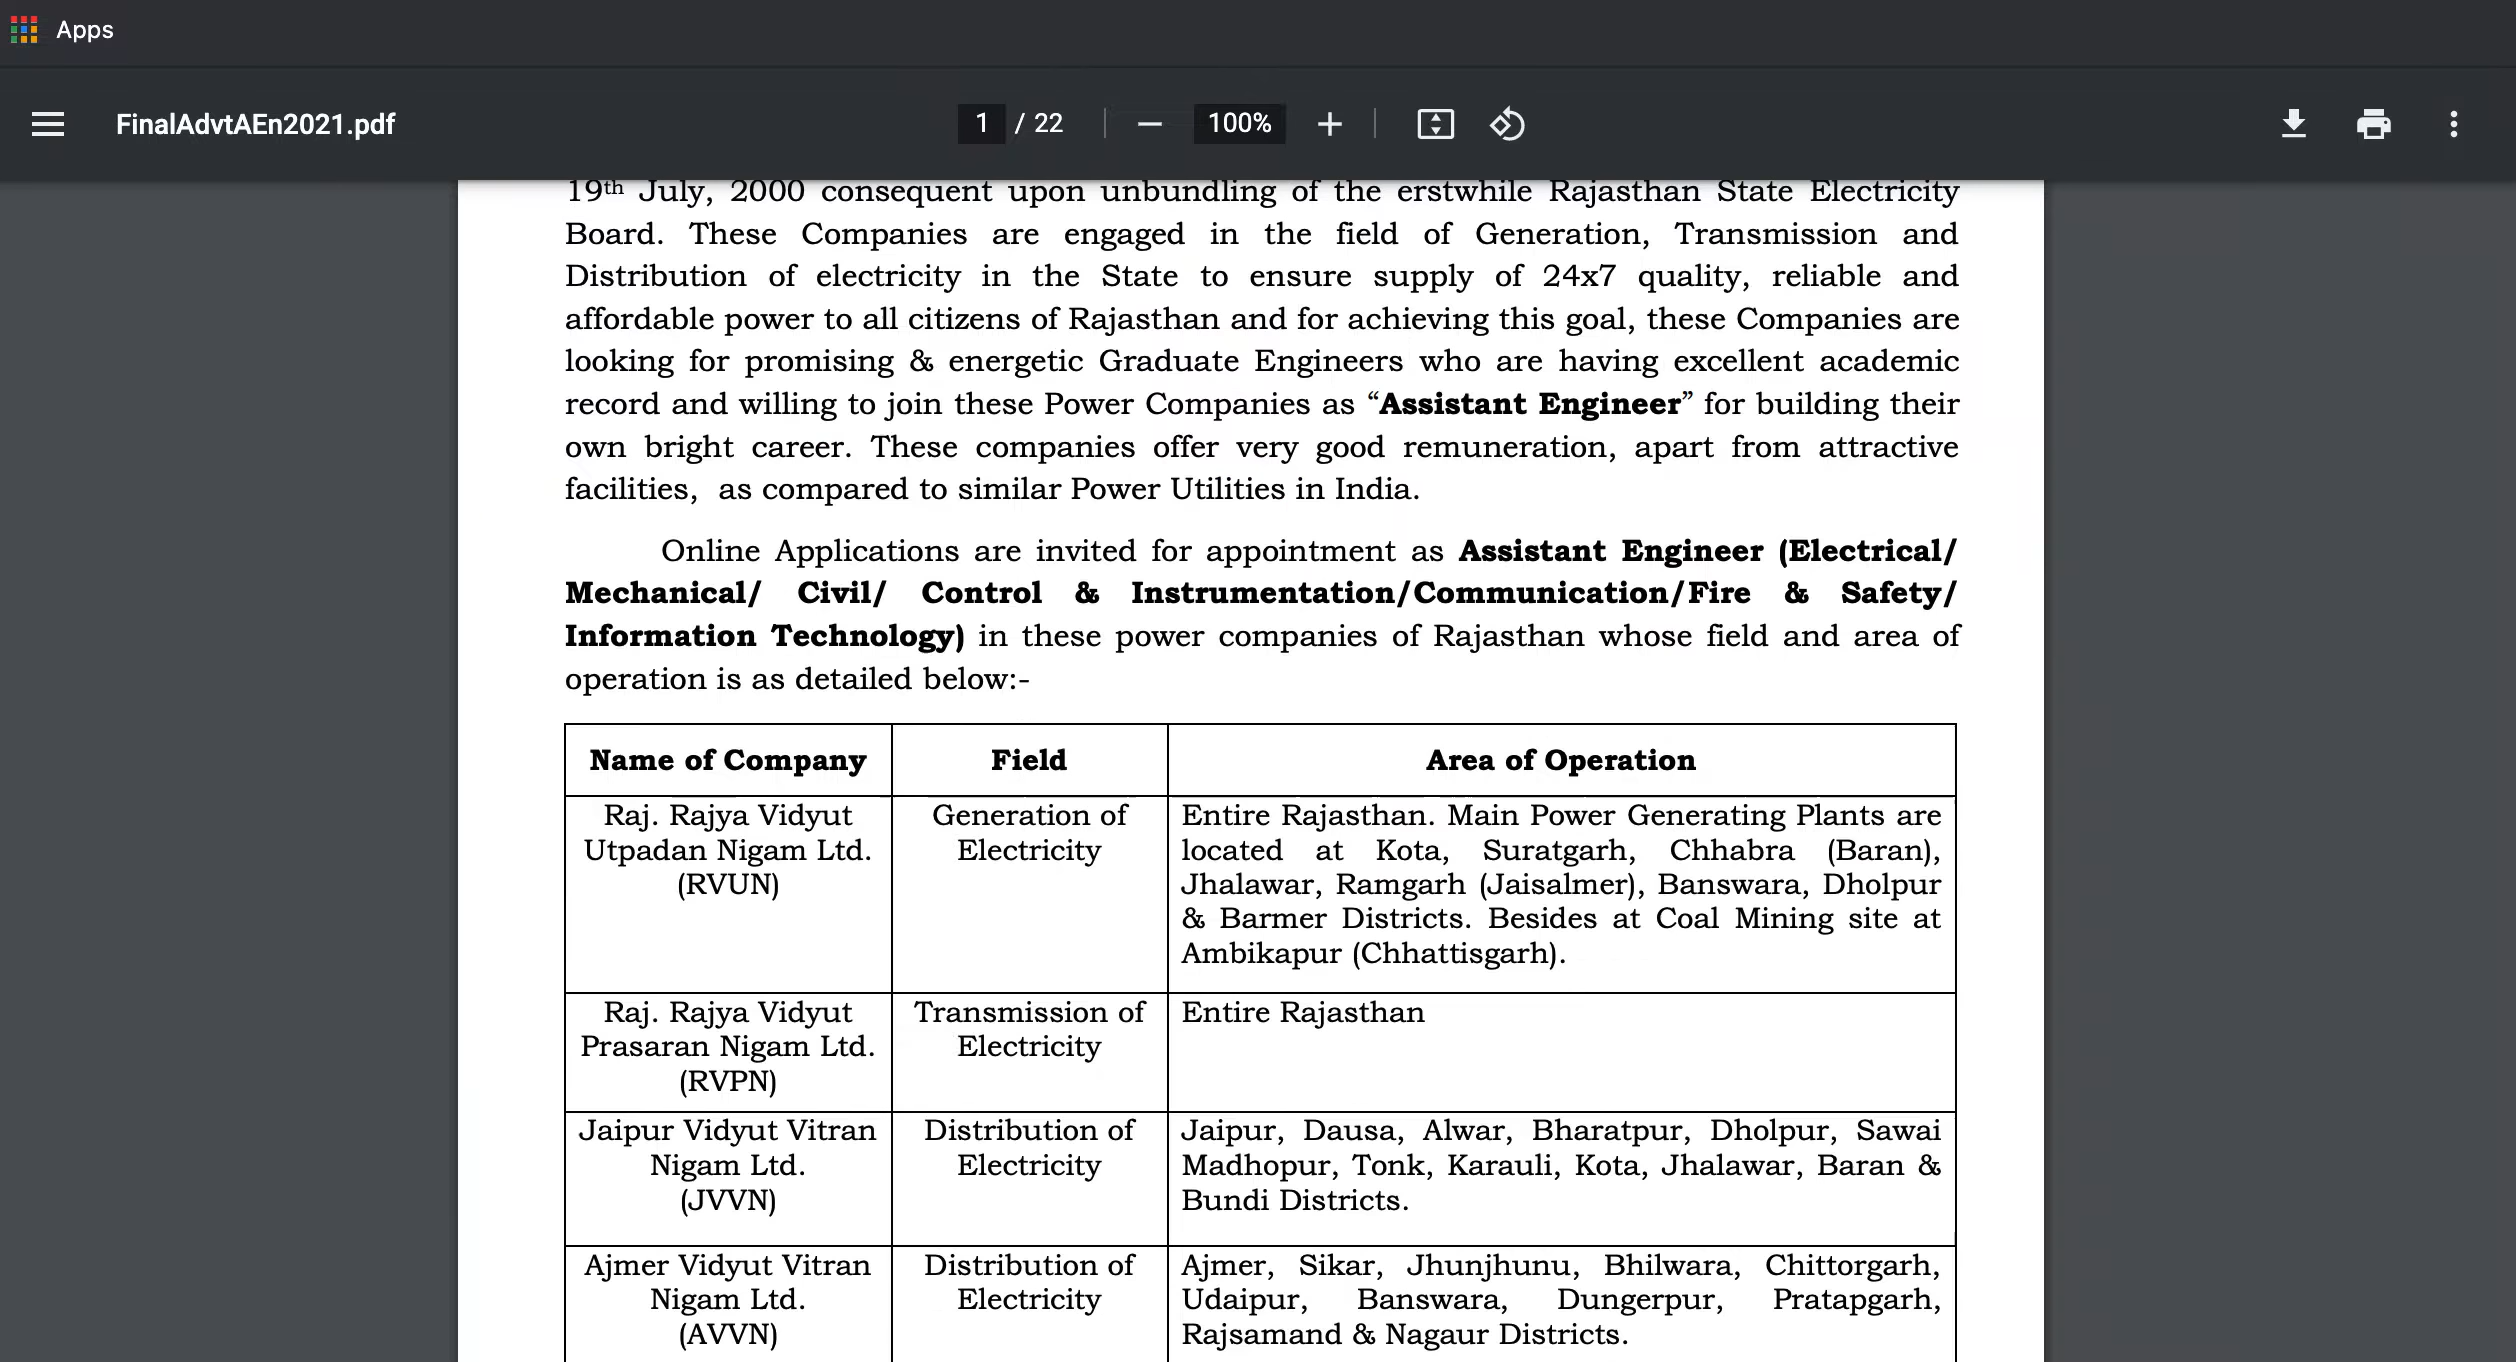 Apps
FinalAdvtAEn2021.pdf
1 / 22
100%
19th July, 2000 consequent upon unbundling of the erstwhile Rajasthan State Electricity
Board. These Companies are engaged in the field of Generation, Transmission and
Distribution of electricity in the State to ensure supply of 24x7 quality, reliable and
affordable power to all citizens of Rajasthan and for achieving this goal, these Companies are
looking for promising & energetic Graduate Engineers who are having excellent academic
record and willing to join these Power Companies as “Assistant Engineer” for building their
own bright career. These companies offer very good remuneration, apart from attractive
facilities, as compared to similar Power Utilities in India.
Online Applications are invited for appointment as Assistant Engineer (Electrical/
Mechanical/ Civil/ Control & Instrumentation/Communication/Fire & Safety/
Information Technology) in these power companies of Rajasthan whose field and area of
operation is as detailed below:-
Name of Company
Field
Area of Operation
Raj. Rajya Vidyut
Utpadan Nigam Ltd.
(RVUN)
Generation of
Electricity
Entire Rajasthan. Main Power Generating Plants are
located at Kota, Suratgarh, Chhabra (Baran),
Jhalawar, Ramgarh (Jaisalmer), Banswara, Dholpur
& Barmer Districts. Besides at Coal Mining site at
Ambikapur (Chhattisgarh).
Raj. Rajya Vidyut
Prasaran Nigam Ltd.
(RVPN)
Transmission of
Electricity
Entire Rajasthan
Jaipur Vidyut Vitran
Nigam Ltd.
(JVVN)
Distribution of
Electricity
Jaipur, Dausa, Alwar, Bharatpur, Dholpur, Sawai
Madhopur, Tonk, Karauli, Kota, Jhalawar, Baran &
Bundi Districts.
Ajmer Vidyut Vitran
Nigam Ltd.
(AVVN)
Distribution of
Electricity
Ajmer, Sikar, Jhunjhunu, Bhilwara, Chittorgarh,
Udaipur, Banswara, Dungerpur, Pratapgarh,
Rajsamand & Nagaur Districts.